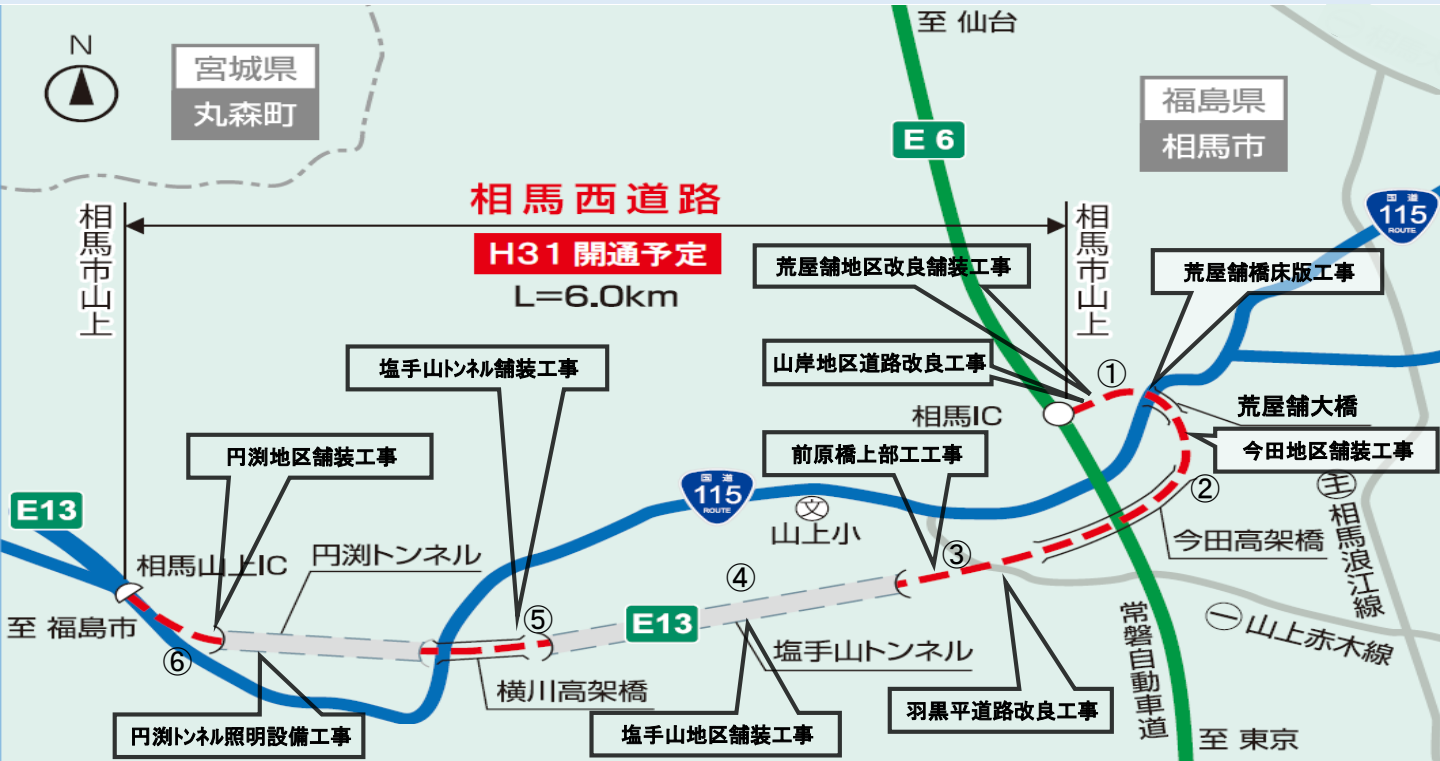 至 仙台
N
宮城県
丸森町
福島県
相馬市
E 6
相馬西道路
H31 開通予定
L=6.0km
相馬市山上
相馬市山上
国道
115
ROUTE
荒屋舗地区改良舗装工事
荒屋舗橋床版工事
塩手山トンネル舗装工事
山岸地区道路改良工事
①
相馬IC
荒屋舗大橋
円渕地区舗装工事
前原橋上部工工事
今田地区舗装工事
国道
115
ROUTE
②
主 相馬浪江線
E13
文
山上小
今田高架橋
相馬山上IC
円渕トンネル
④
③
至 福島市
⑤
E13
一 山上赤木線
⑥
塩手山トンネル
常磐自動車道
横川高架橋
羽黒平道路改良工事
円渕トンネル照明設備工事
塩手山地区舗装工事
至 東京